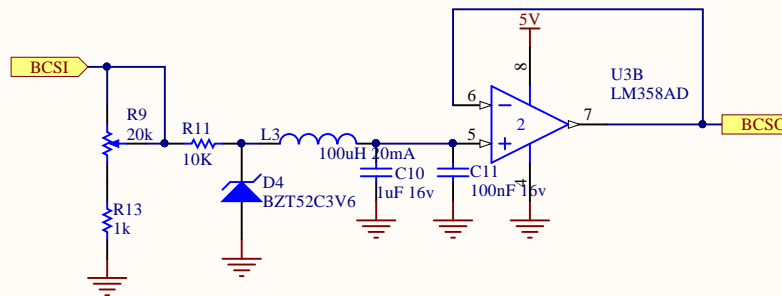 5V
BCSI
8
U3B
LM358AD
R9
20k
R11
10K
L3
100uH 20mA
6
7
2
5
BCSO
D4
BZT52C3V6
C10
1uF 16v
C11
100nF 16v
4
R13
1k